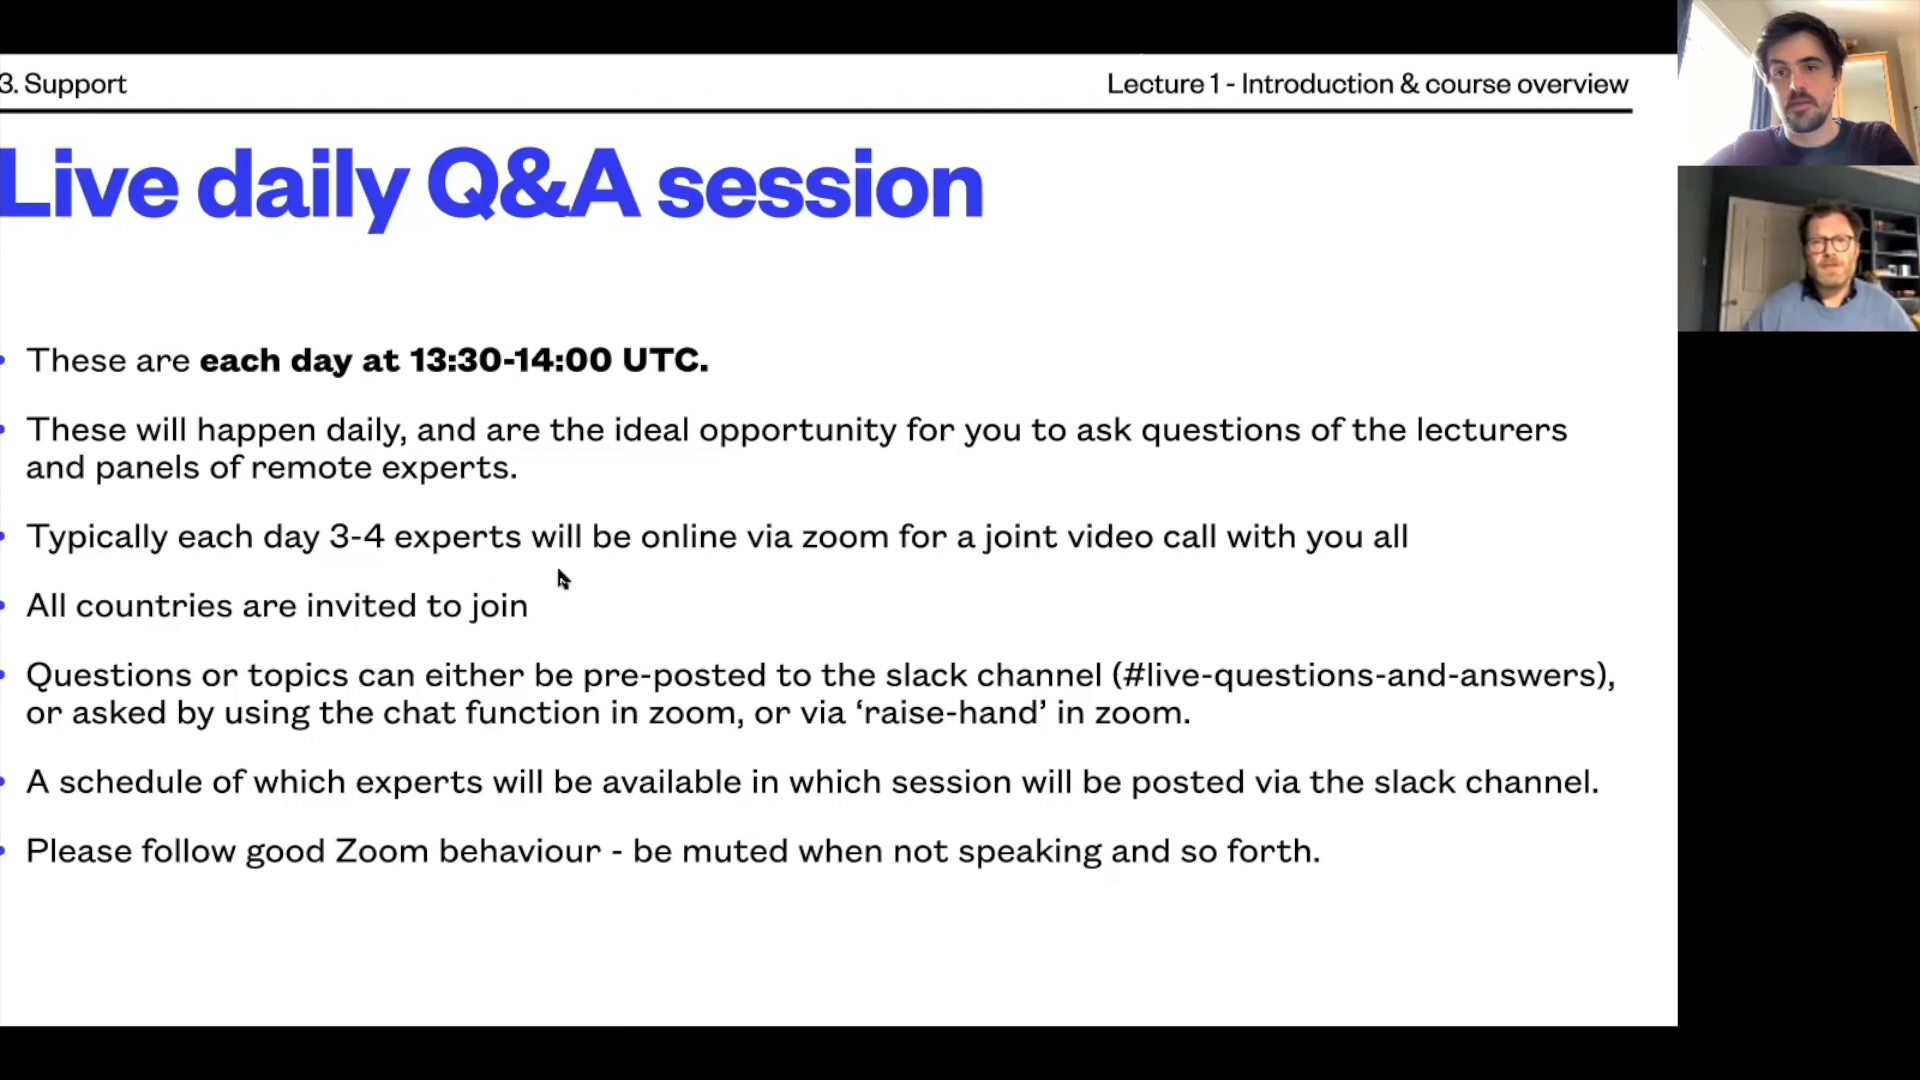 3. Support
Lecture 1 - Introduction & course overview
Live daily Q&A session
These are each day at 13:30-14:00 UTC.
These will happen daily, and are the ideal opportunity for you to ask questions of the lecturers
and panels of remote experts.
Typically each day 3-4 experts will be online via zoom for a joint video call with you all
All countries are invited to join
Questions or topics can either be pre-posted to the slack channel (#live-questions-and-answers),
or asked by using the chat function in zoom, or via ‘raise-hand’ in zoom.
A schedule of which experts will be available in which session will be posted via the slack channel.
Please follow good Zoom behaviour - be muted when not speaking and so forth.